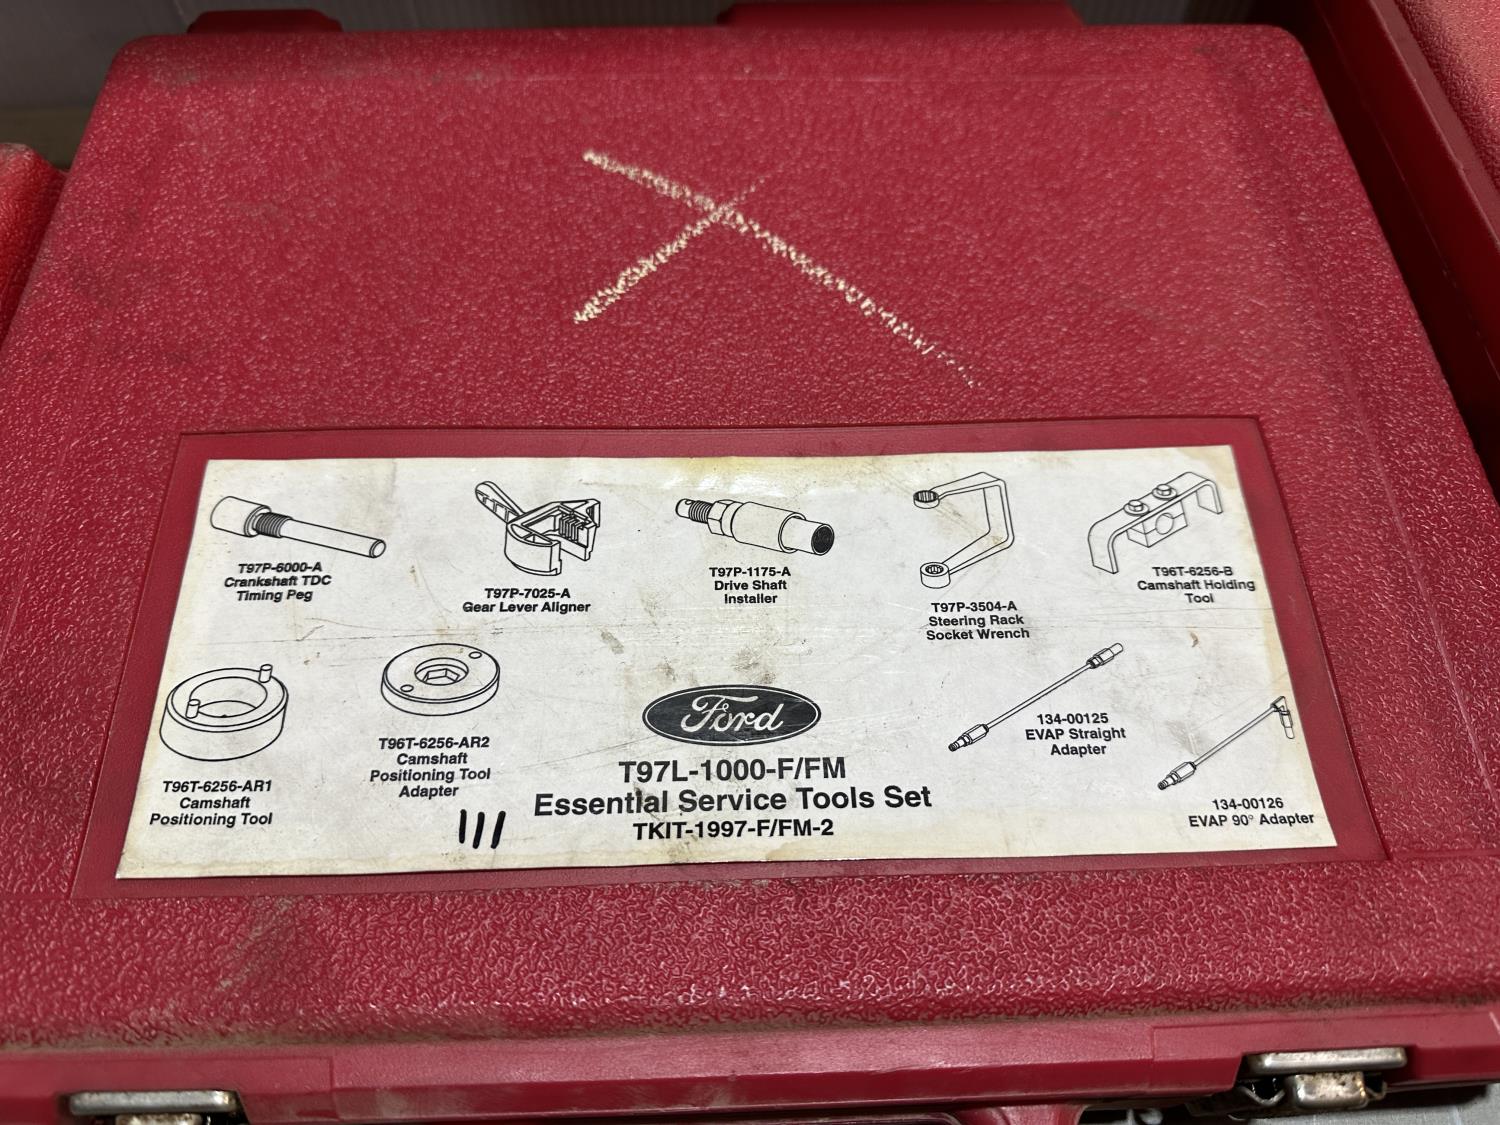 T97P-6000-A
Crankshaft TDC
Timing Peg
T97P-7025-A
Gear Lever Aligner
T97P-1175-A
Drive Shaft
Installer
T97P-3504-A
Steering Rack
Socket Wrench
T96T-6256-B
Camshaft Holding
Tool
T96T-6256-AR1
Camshaft
Positioning Tool
T96T-6256-AR2
Camshaft
Positioning Tool
Adapter
111
Ford
T97L-1000-F/FM
Essential Service Tools Set
TKIT-1997-F/FM-2
134-00125
EVAP Straight
Adapter
134-00126
EVAP 90° Adapter